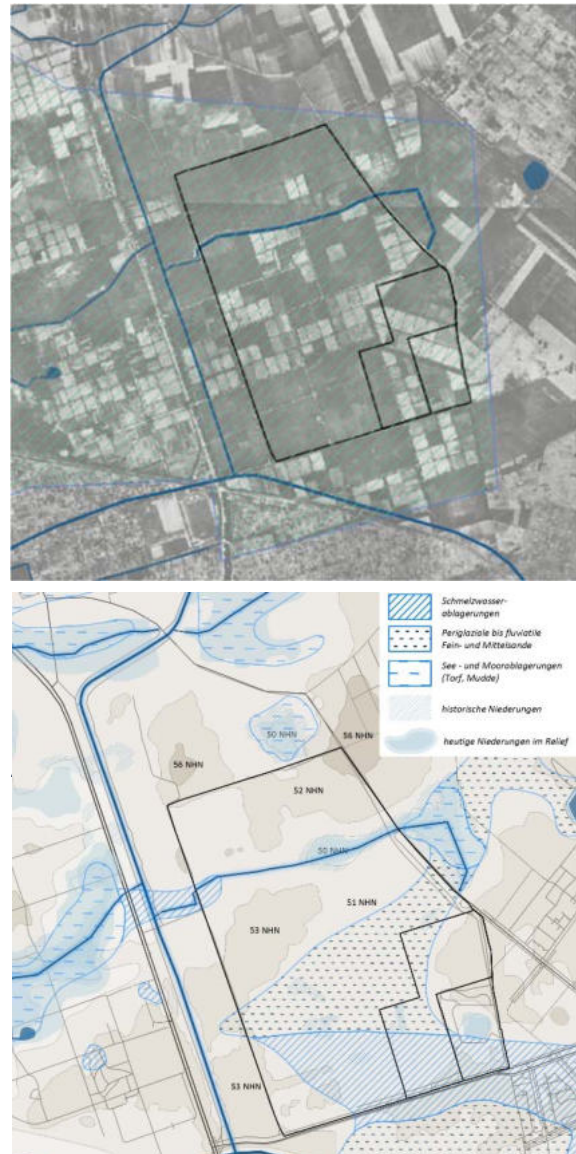 Schmelzwasser-
ablagerungen
Periglaziale bis fluviatile
Fein- und Mittelsande
See- und Moorablagerungen
(Torf, Mudde)
historische Niederungen
heutige Niederungen im Relief
50 NHN
56 NHN
56 NHN
52 NHN
50 NHN
51 NHN
53 NHN
53 NHN